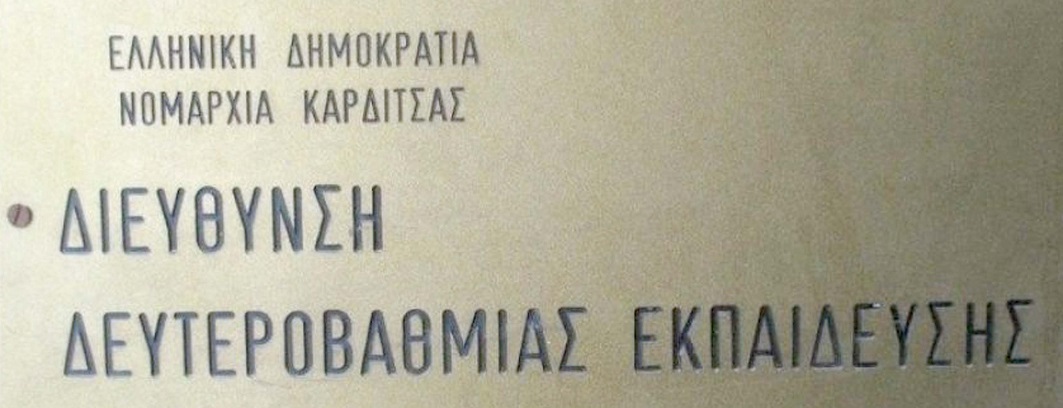 ΕΛΛΗΝΙΚΗ ΔΗΜΟΚΡΑΤΙΑ
ΝΟΜΑΡΧΙΑ ΚΑΡΔΙΤΣΑΣ
ΔΙΕΥΘΥΝΣΗ
ΔΕΥΤΕΡΟΒΑΘΜΙΑΣ ΕΚΠΑΙΔΕΥΣΗΣ